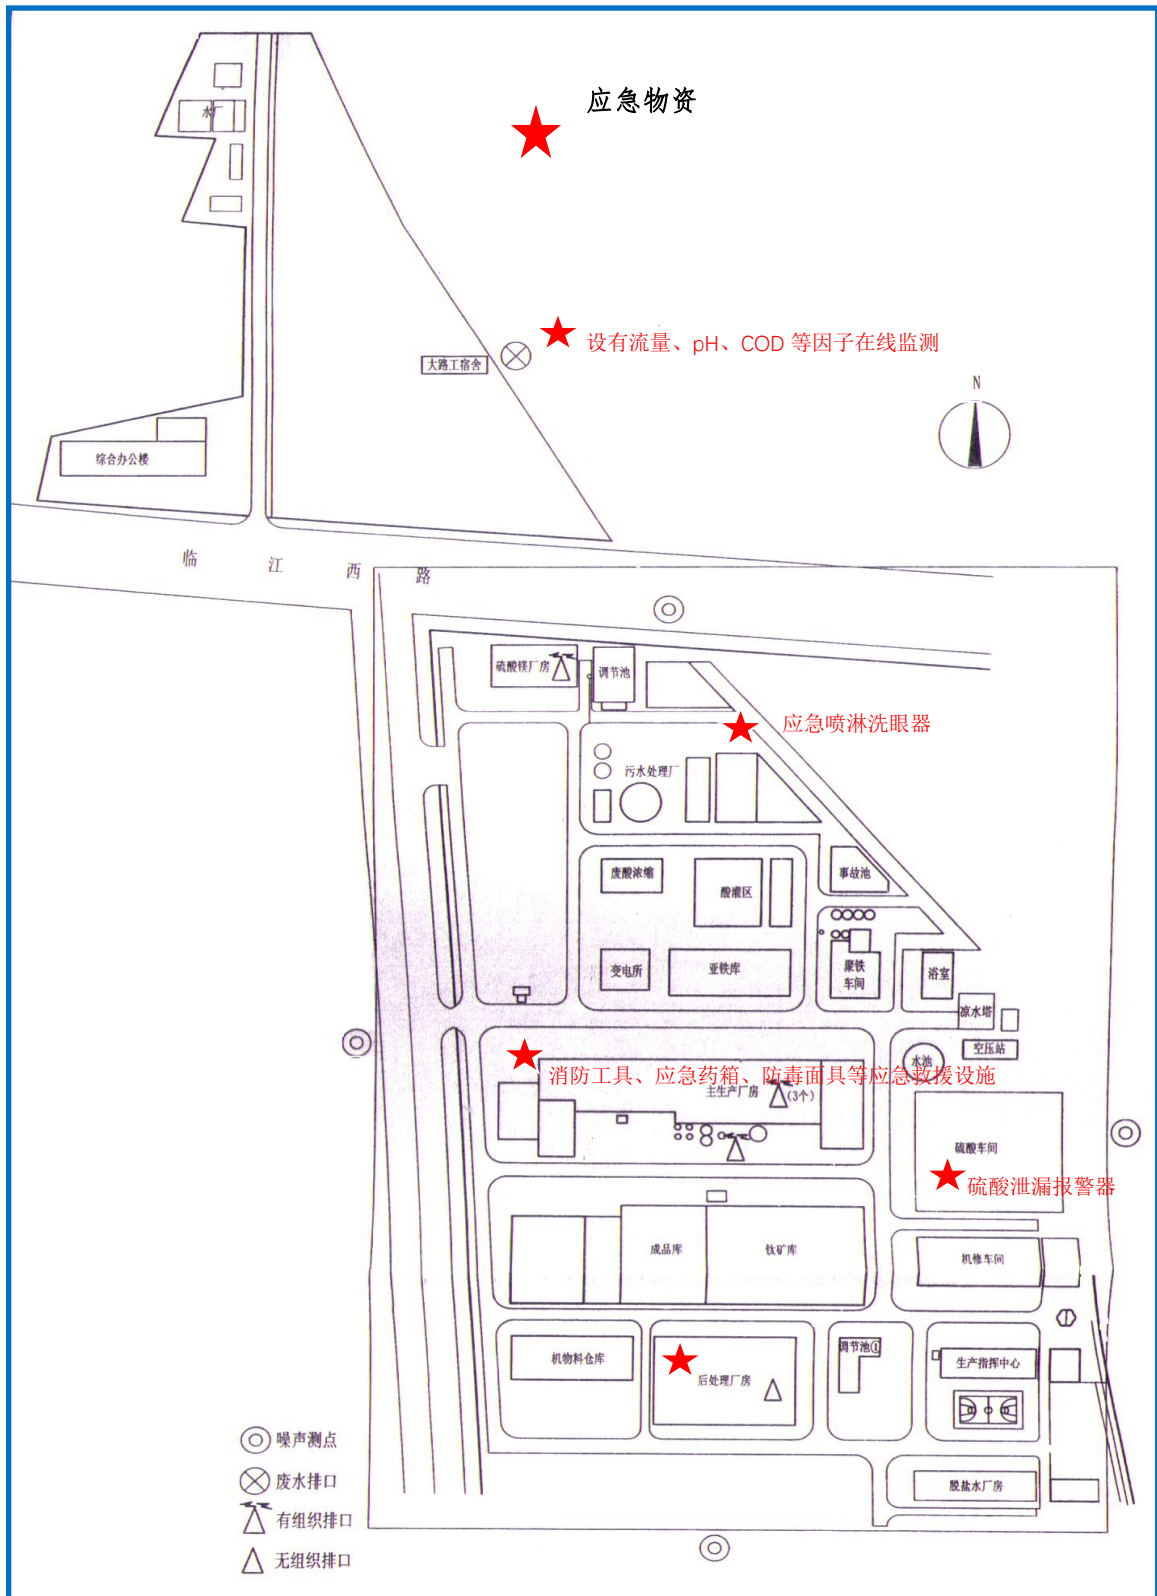 应急物资
水厂
设有流量、pH、COD 等因子在线监测
大路工宿舍
N
综合办公楼
临江西路
硫酸镁厂房
调节池
应急喷淋洗眼器
污水处理厂
废酸浓缩
酸灌区
事故池
变电所
亚铁库
聚铁
车间
浴室
凉水塔
空压站
水池
消防工具、应急药箱、防毒面具等应急救援设施
主生产厂房
(3个)
硫酸车间
硫酸泄漏报警器
成品库
钛矿库
机修车间
机物料仓库
后处理厂房
调节池①
生产指挥中心
脱盐水厂房
噪声测点
废水排口
有组织排口
无组织排口